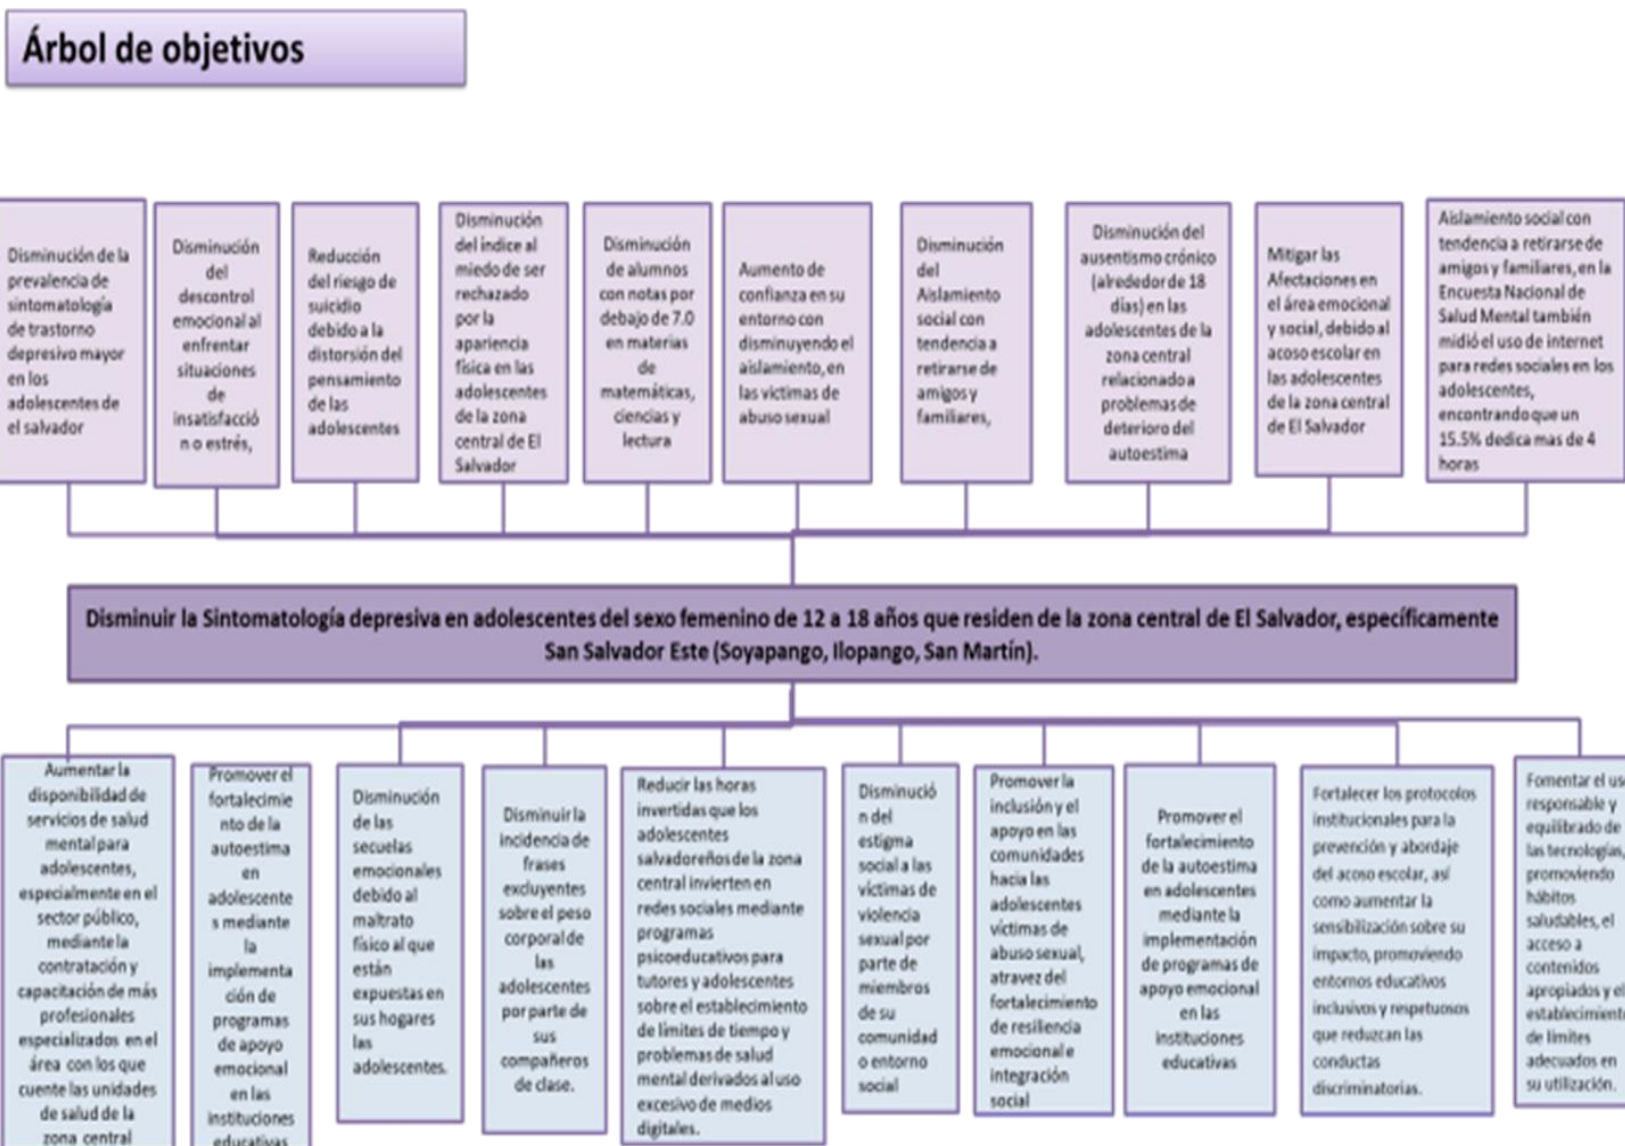 Árbol de objetivos
Disminución de la
prevalencia de
sintomatología
de trastorno
depresivo mayor
en los
adolescentes de
el salvador
Disminución
del
descontrol
emocional al
enfrentar
situaciones
de
insatisfacció
n o estrés,
Reducción
del riesgo de
suicidio
debido a la
distorsión del
pensamiento
de las
adolescentes
Disminución
del índice al
miedo de ser
rechazado
por la
apariencia
física en las
adolescentes
de la zona
central de El
Salvador
Disminución
de alumnos
con notas por
debajo de 7.0
en materias
de
matemáticas,
ciencias y
lectura
Aumento de
confianza en su
entorno con
disminuyendo el
aislamiento, en
las víctimas de
abuso sexual
Disminución
del
Aislamiento
social con
tendencia a
retirarse de
amigos y
familiares,
Disminución del
ausentismo crónico
(alrededor de 18
días) en las
adolescentes de la
zona central
relacionado a
problemas de
deterioro del
autoestima
Mitigar las
Afectaciones en
el área emocional
y social, debido al
acoso escolar en
las adolescentes
de la zona central
de El Salvador
Aislamiento social con
tendencia a retirarse de
amigos y familiares, en la
Encuesta Nacional de
Salud Mental también
midió el uso de internet
para redes sociales en los
adolescentes,
encontrando que un
15.5% dedica mas de 4
horas
Disminuir la Sintomatología depresiva en adolescentes del sexo femenino de 12 a 18 años que residen de la zona central de El Salvador, específicamente
San Salvador Este (Soyapango, Ilopango, San Martín).
Aumentar la
disponibilidad de
servicios de salud
mental para
adolescentes,
especialmente en el
sector público,
mediante la
contratación y
capacitación de más
profesionales
especializados en el
área con los que
cuente las unidades
de salud de la
zona central
Promover el
fortalecimie
nto de la
autoestima
en
adolescente
s mediante
la
implementa
ción de
programas
de apoyo
emocional
en las
instituciones
educativas
Disminución
de las
secuelas
emocionales
debido al
maltrato
físico al que
están
expuestas en
sus hogares
las
adolescentes.
Disminuir la
incidencia de
frases
excluyentes
sobre el peso
corporal de
las
adolescentes
por parte de
sus
compañeros
de clase.
Reducir las horas
invertidas que los
adolescentes
salvadoreños de la zona
central invierten en
redes sociales mediante
programas
psicoeducativos para
tutores y adolescentes
sobre el establecimiento
de límites de tiempo y
problemas de salud
mental derivados al uso
excesivo de medios
digitales.
Disminució
n del
estigma
social a las
víctimas de
violencia
sexual por
parte de
miembros
de su
comunidad
o entorno
social
Promover la
inclusión y el
apoyo en las
comunidades
hacia las
adolescentes
víctimas de
abuso sexual,
atravez del
fortalecimiento
de resiliencia
emocional e
integración
social
Promover el
fortalecimiento
de la autoestima
en adolescentes
mediante la
implementación
de programas de
apoyo emocional
en las
instituciones
educativas
Fortalecer los protocolos
institucionales para la
prevención y abordaje
del acoso escolar, así
como aumentar la
sensibilización sobre su
impacto, promoviendo
entornos educativos
inclusivos y respetuosos
que reduzcan las
conductas
discriminatorias.
Fomentar el uso
responsable y
equilibrado de
las tecnologías,
promoviendo
hábitos
saludables, el
acceso a
contenidos
apropiados y el
establecimiento
de límites
adecuados en
su utilización.